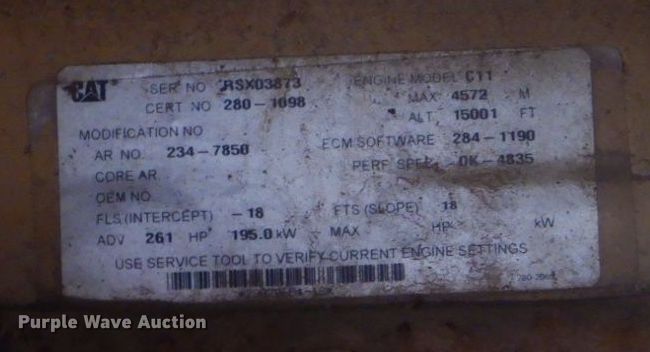 CAT SER NO RSX03873 ENGINE MODEL C11
CERT NO 280-1098 MAX 4572 M
ALT. 15001 FT
MODIFICATION NO
ECM SOFTWARE 284-1190
AR NO. 234-7850
PERF SPEC OK-4835
CORE AR
OEM NO
FLS (INTERCEPT) -18 FTS (SLOPE) 18
ADV 261 HP 195.0 kW MAX HP kW
USE SERVICE TOOL TO VERIFY CURRENT ENGINE SETTINGS
Purple Wave Auction